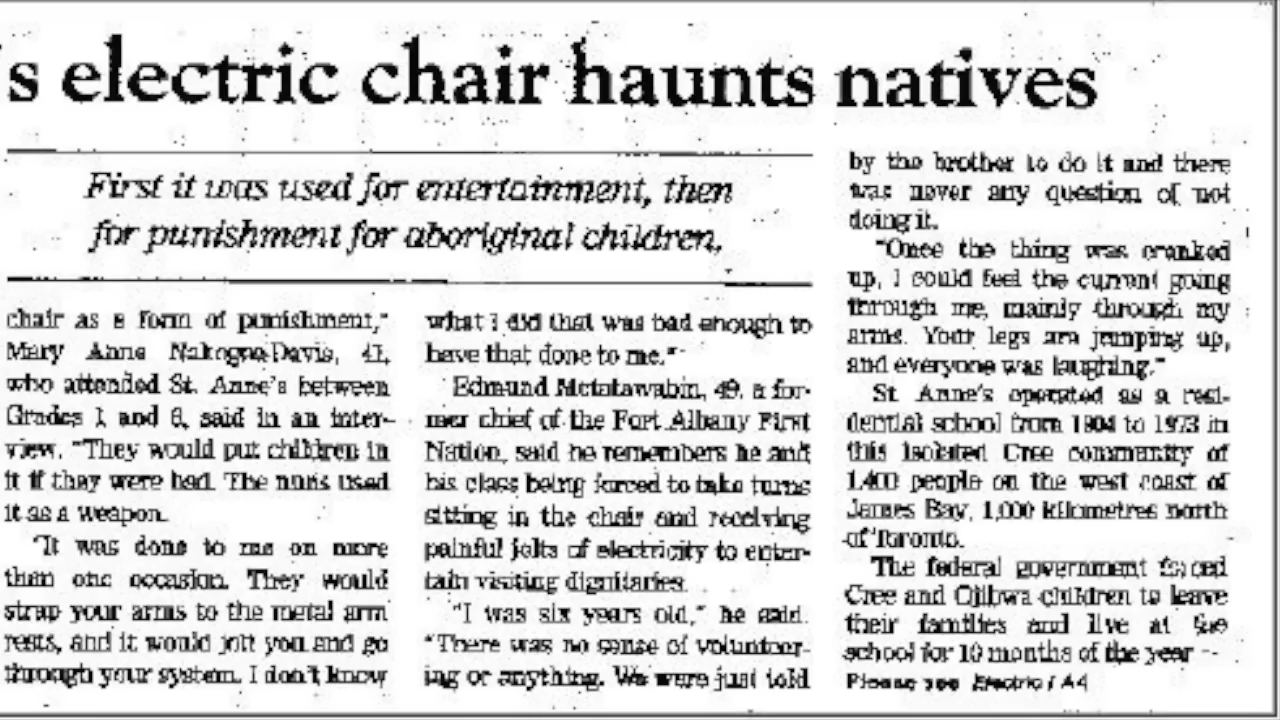 's electric chair haunts natives
First it was used for entertainment, then
for punishment for aboriginal children.
chair as a form of punishment,"
Mary Anne Nakogee-Davis, 41,
who attended St. Anne's between
Grades 1 and 8, said in an inter-
view. "They would put children in
it if they were bad. The nuns used
it as a weapon.
"It was done to me on more
than one occasion. They would
strap your arms to the metal arm
rests, and it would jolt you and go
through your system. I don't know
what I did that was bad enough to
have that done to me."
Edmund Metatawabin, 49, a for-
mer chief of the Fort Albany First
Nation, said he remembers he and
his class being forced to take turns
sitting in the chair and receiving
painful jolts of electricity to enter-
tain visiting dignitaries.
"I was six years old," he said.
"There was no sense of volunteer-
ing or anything. We were just told
by the brother to do it and there
was never any question of not
doing it.
"Once the thing was cranked
up, I could feel the current going
through me, mainly through my
arms. Your legs are jumping up,
and everyone was laughing."
St. Anne's operated as a resi-
dential school from 1904 to 1973 in
this isolated Cree community of
1,400 people on the west coast of
James Bay, 1,000 kilometres north
of Toronto.
The federal government forced
Cree and Ojibwa children to leave
their families and live at the
school for 10 months of the year —
Please see Electric / A4